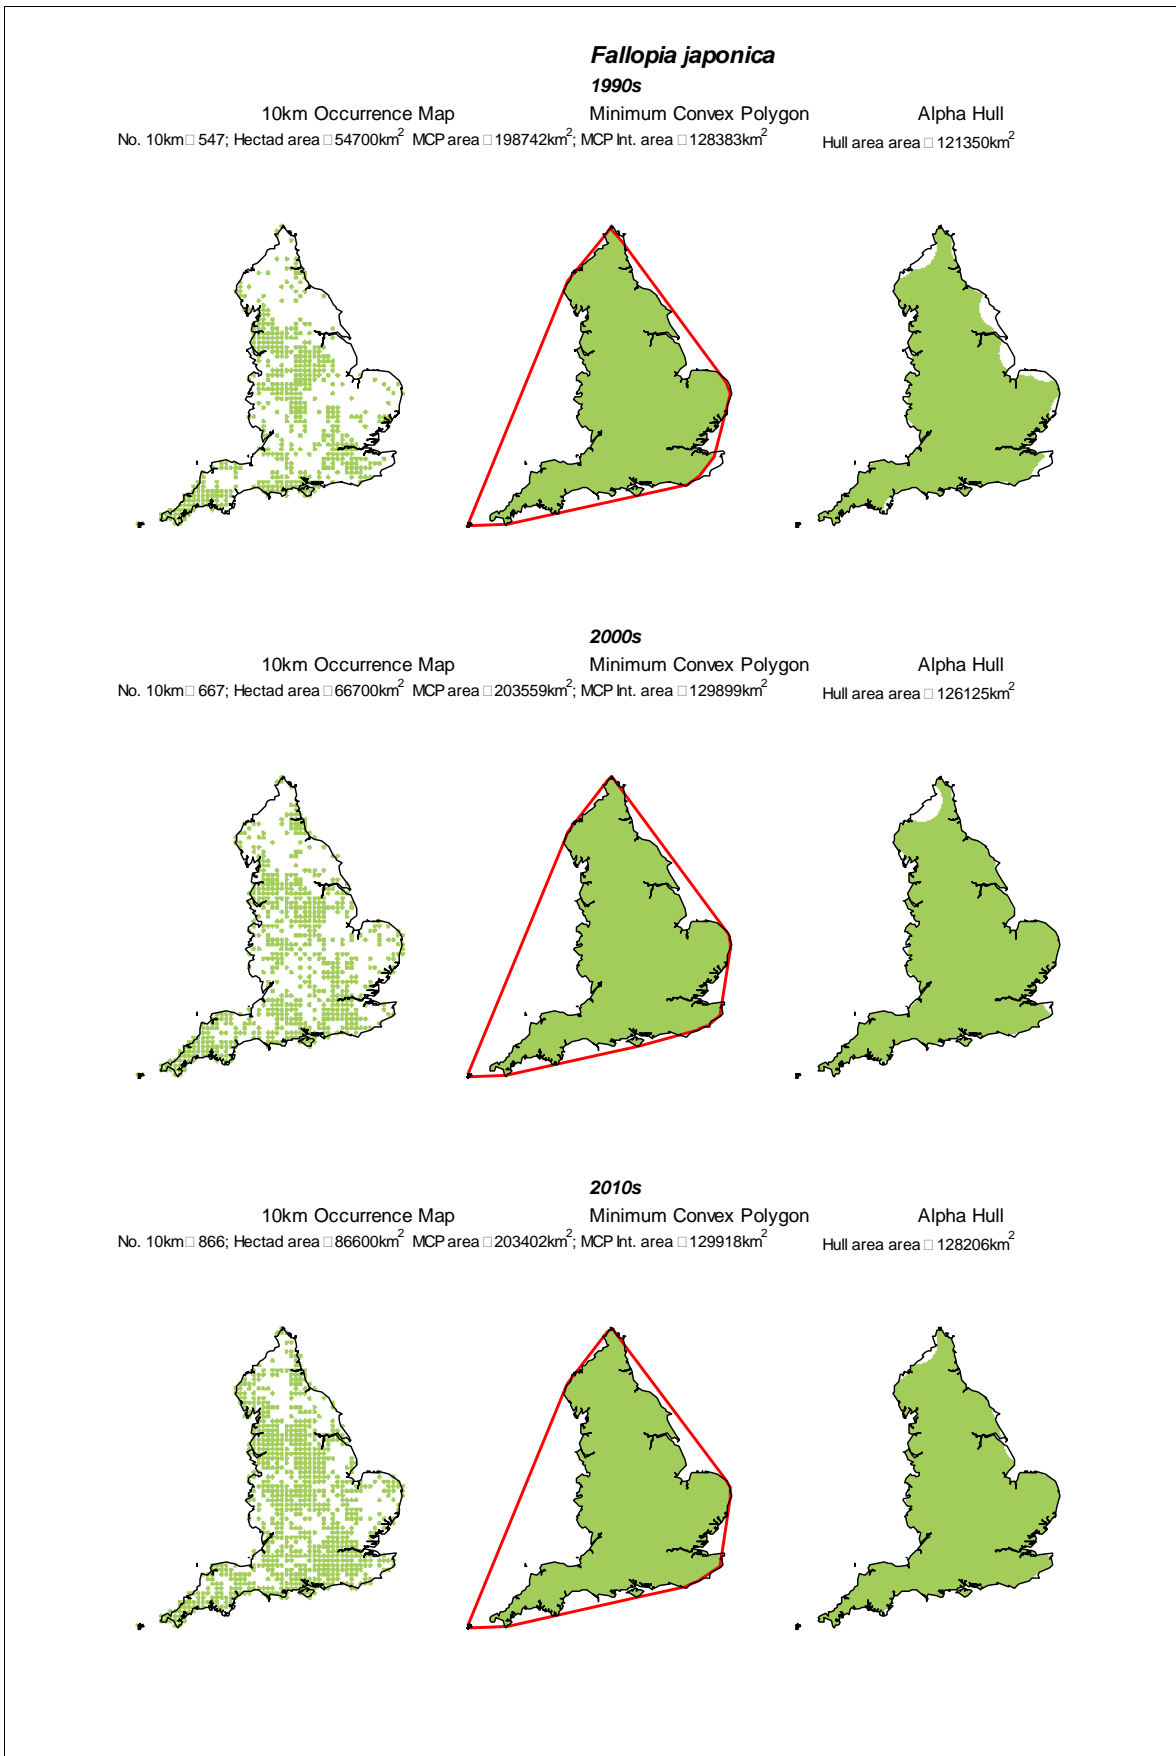 Fallopia japonica
1990s
10km Occurrence Map Minimum Convex Polygon Alpha Hull
No. 10km□547; Hectad area □54700km² MCP area □198742km²; MCP Int. area □128383km² Hull area area □121350km²
2000s
10km Occurrence Map Minimum Convex Polygon Alpha Hull
No. 10km□667; Hectad area □66700km² MCP area □203559km²; MCP Int. area □129899km² Hull area area □126125km²
2010s
10km Occurrence Map Minimum Convex Polygon Alpha Hull
No. 10km□866; Hectad area □86600km² MCP area □203402km²; MCP Int. area □129918km² Hull area area □128206km²